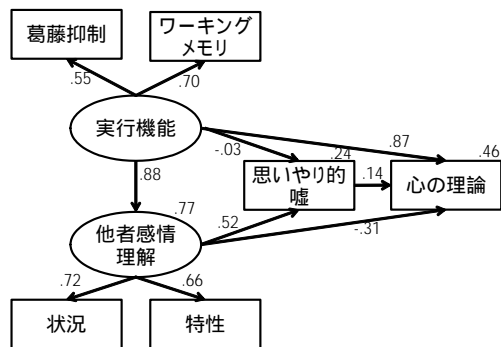 葛藤抑制
ワーキング
メモリ
.55
.70
実行機能
-.03
.24
.87
.46
.88
思いやり的
嘘
.14
心の理論
.77
他者感情
理解
.52
-.31
.72
.66
状況
特性